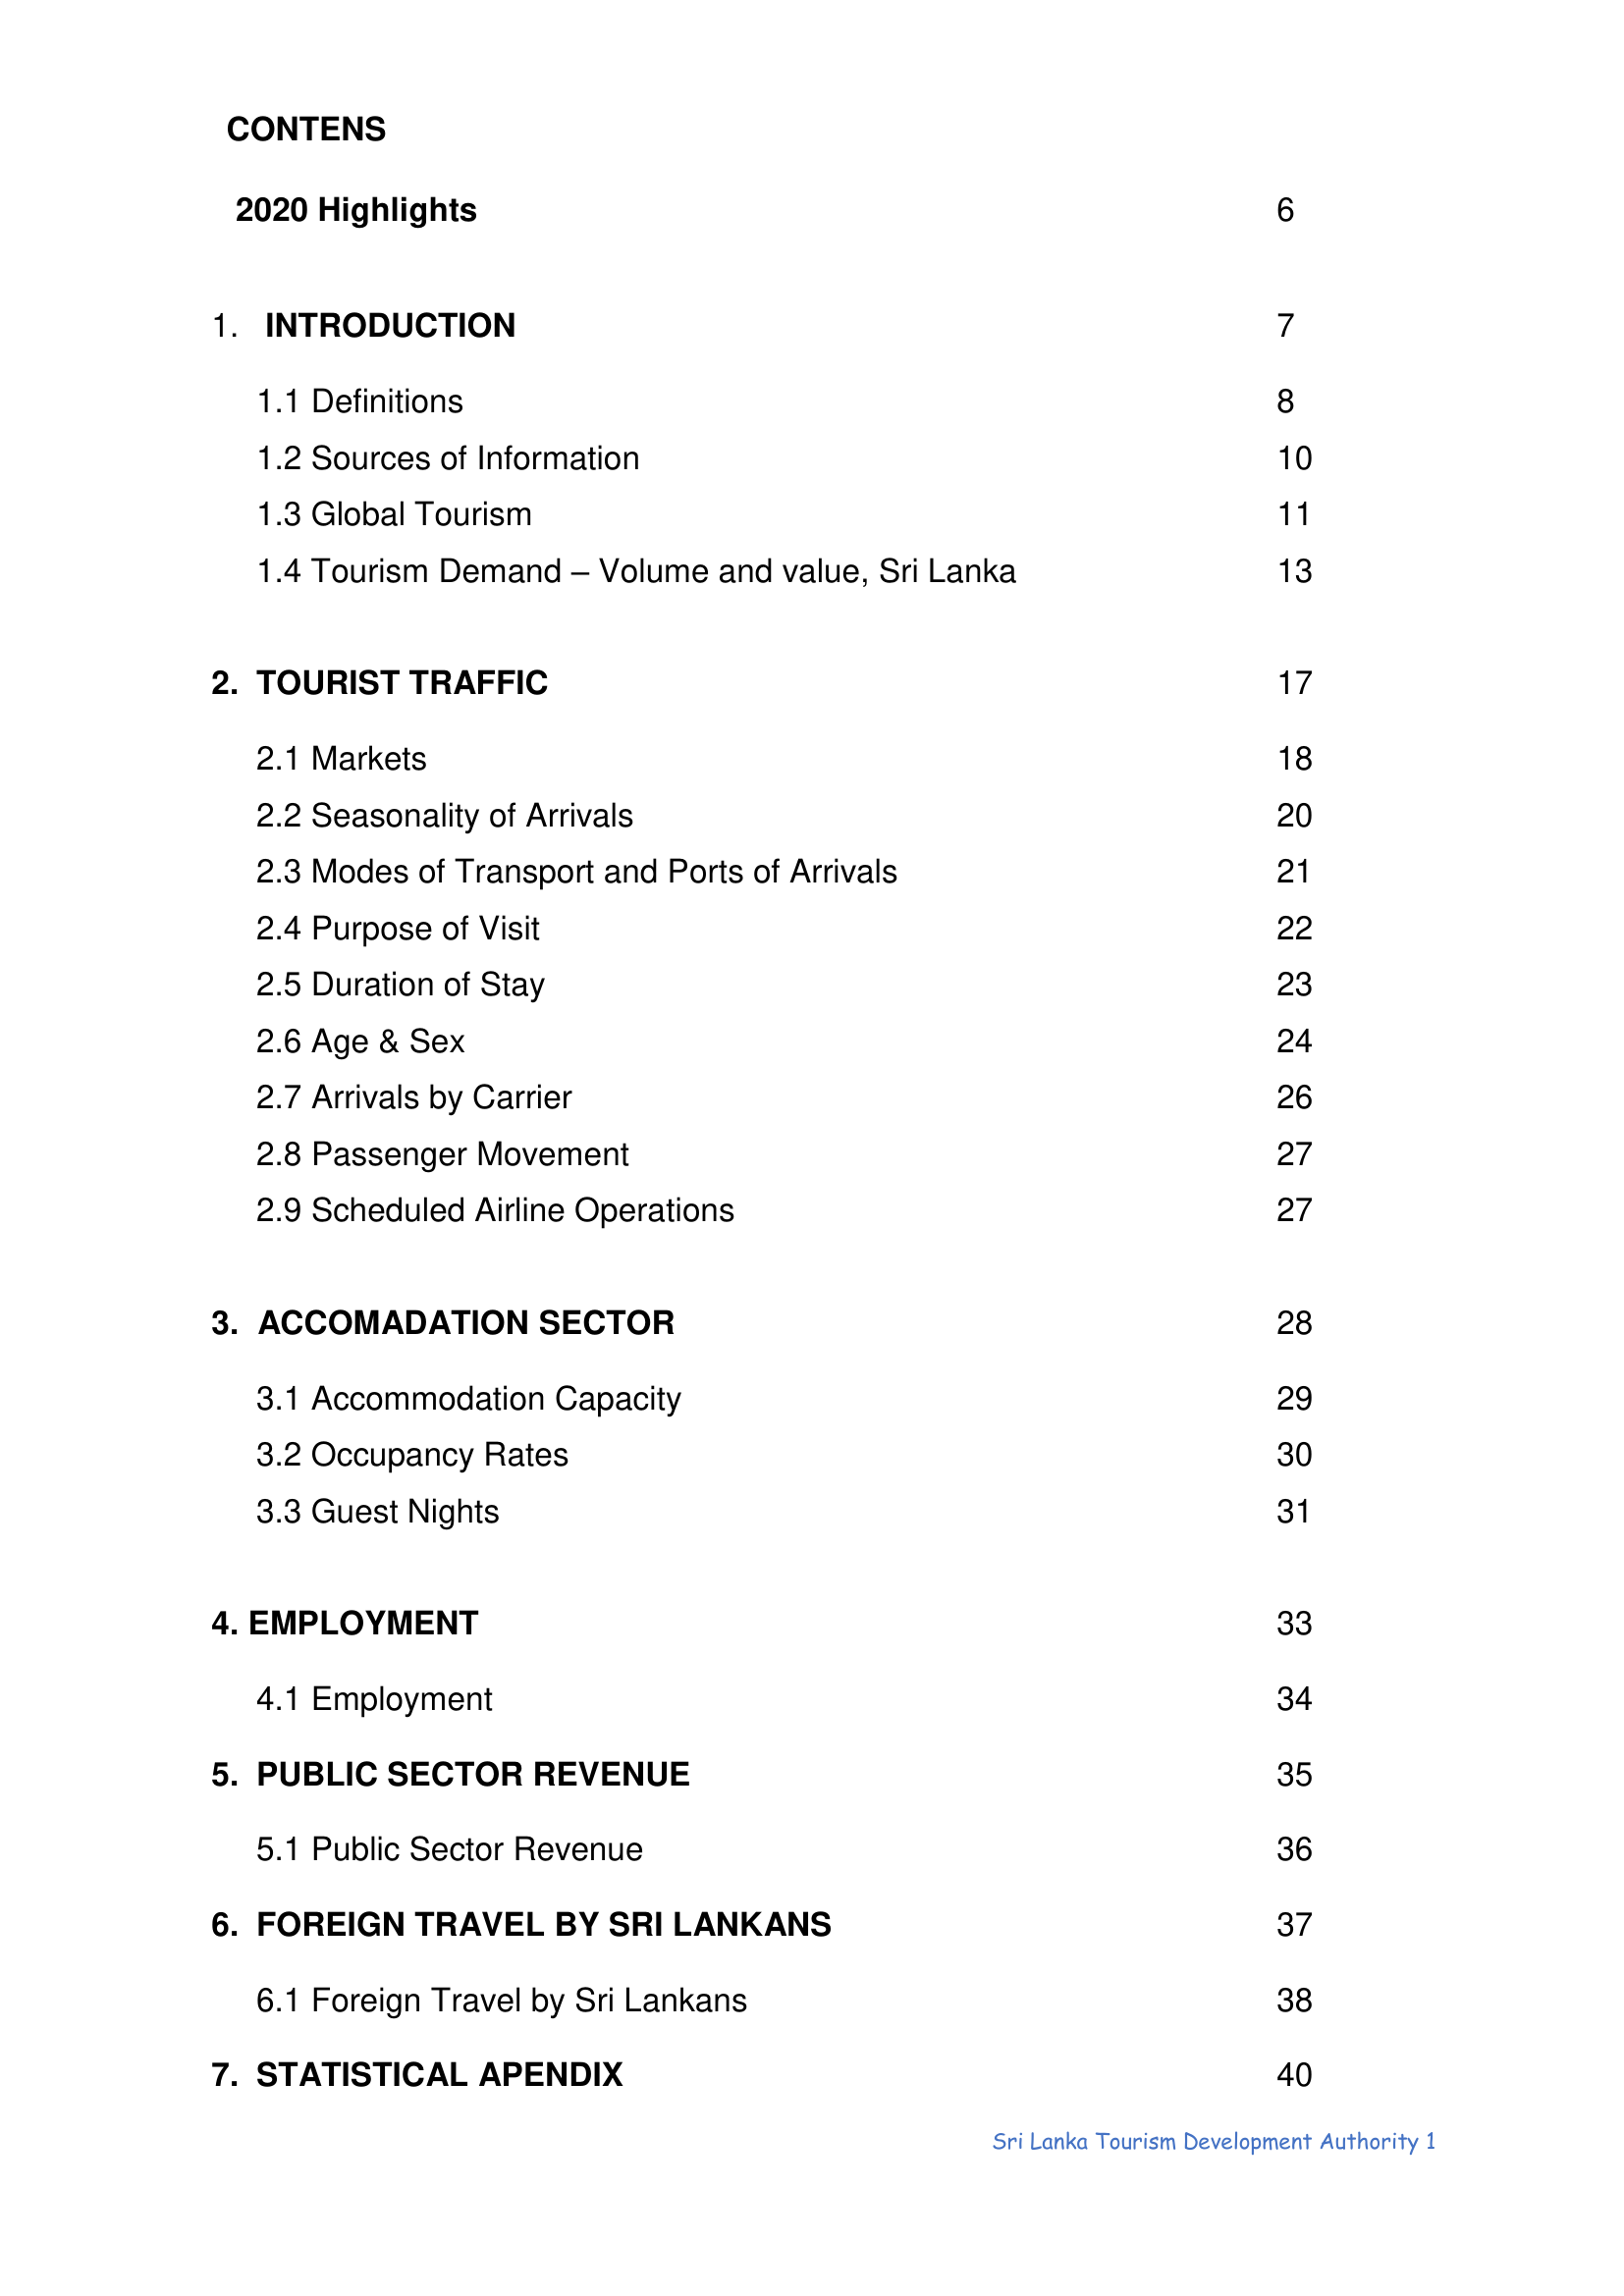 CONTENS
2020 Highlights 6
1. INTRODUCTION 7
1.1 Definitions 8
1.2 Sources of Information 10
1.3 Global Tourism 11
1.4 Tourism Demand – Volume and value, Sri Lanka 13
2. TOURIST TRAFFIC 17
2.1 Markets 18
2.2 Seasonality of Arrivals 20
2.3 Modes of Transport and Ports of Arrivals 21
2.4 Purpose of Visit 22
2.5 Duration of Stay 23
2.6 Age & Sex 24
2.7 Arrivals by Carrier 26
2.8 Passenger Movement 27
2.9 Scheduled Airline Operations 27
3. ACCOMADATION SECTOR 28
3.1 Accommodation Capacity 29
3.2 Occupancy Rates 30
3.3 Guest Nights 31
4. EMPLOYMENT 33
4.1 Employment 34
5. PUBLIC SECTOR REVENUE 35
5.1 Public Sector Revenue 36
6. FOREIGN TRAVEL BY SRI LANKANS 37
6.1 Foreign Travel by Sri Lankans 38
7. STATISTICAL APENDIX 40
Sri Lanka Tourism Development Authority 1